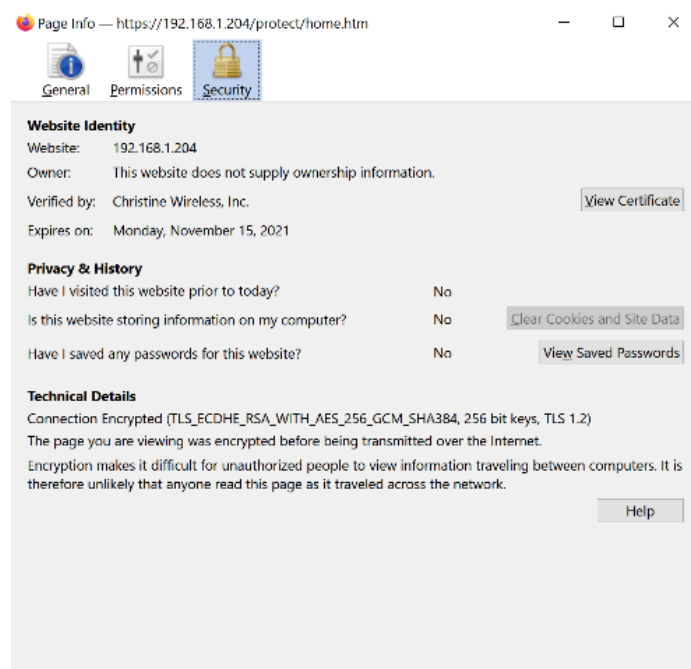 Page Info — https://192.168.1.204/protect/home.htm
General Permissions Security
Website Identity
Website: 192.168.1.204
Owner: This website does not supply ownership information.
Verified by: Christine Wireless, Inc. View Certificate
Expires on: Monday, November 15, 2021
Privacy & History
Have I visited this website prior to today? No
Is this website storing information on my computer? No Clear Cookies and Site Data
Have I saved any passwords for this website? No View Saved Passwords
Technical Details
Connection Encrypted (TLS_ECDHE_RSA_WITH_AES_256_GCM_SHA384, 256 bit keys, TLS 1.2)
The page you are viewing was encrypted before being transmitted over the Internet.
Encryption makes it difficult for unauthorized people to view information traveling between computers. It is
therefore unlikely that anyone read this page as it traveled across the network.
Help